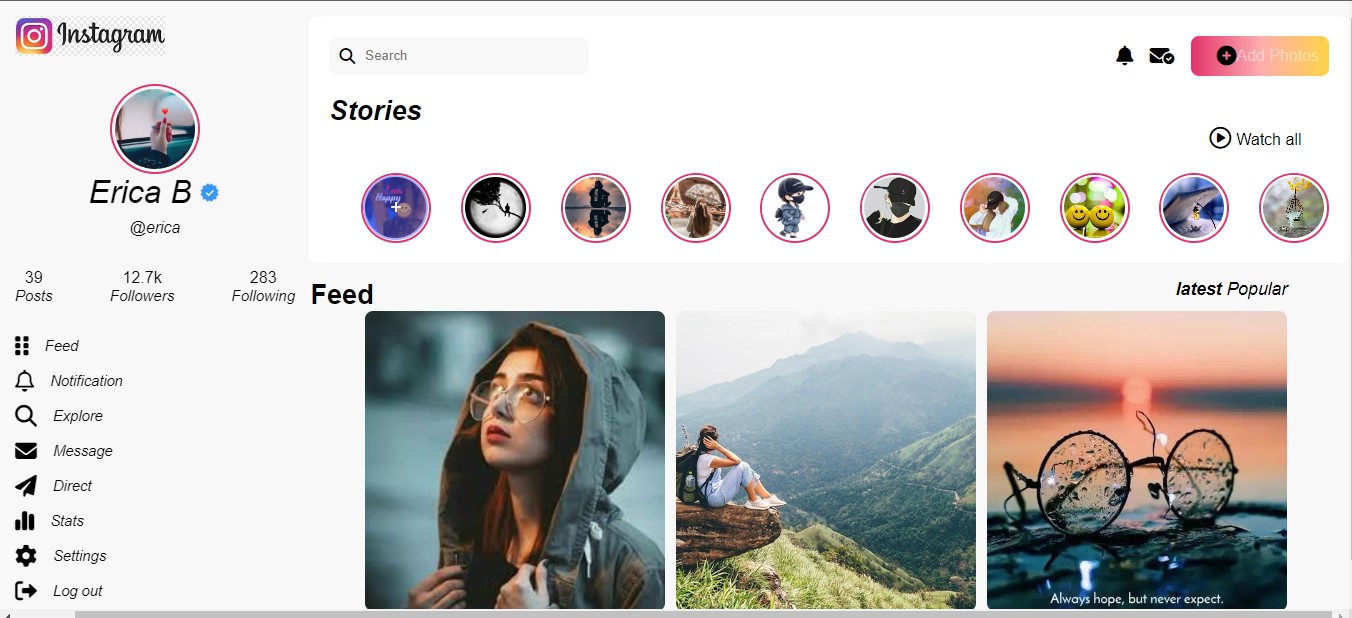 Instagram
Search
Add Photos
Stories
Watch all
Erica B
@erica
39 12.7k 283
Posts Followers Following
Feed
Notification
Explore
Message
Direct
Stats
Settings
Log out
Feed
latest Popular
Always hope, but never expect.